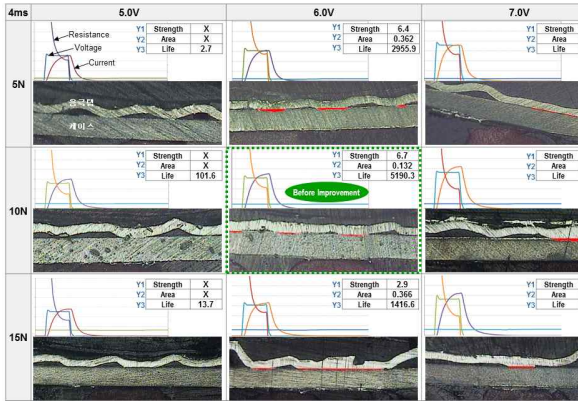 4ms
5.0V
6.0V
7.0V
5N
Resistance
Voltage
Current
Y1 Strength X
Y2 Area X
Y3 Life 2.7
음극탭
케이스
Y1 Strength 6.4
Y2 Area 0.362
Y3 Life 2955.9
Y1 Strength
Y2 Area
Y3 Life
10N
Y1 Strength X
Y2 Area X
Y3 Life 101.6
Y1 Strength 6.7
Y2 Area 0.132
Y3 Life 5190.3
Before improvement
Y1 Strength
Y2 Area
Y3 Life
15N
Y1 Strength X
Y2 Area X
Y3 Life 13.7
Y1 Strength 2.9
Y2 Area 0.366
Y3 Life 1416.6
Y1 Strength
Y2 Area
Y3 Life